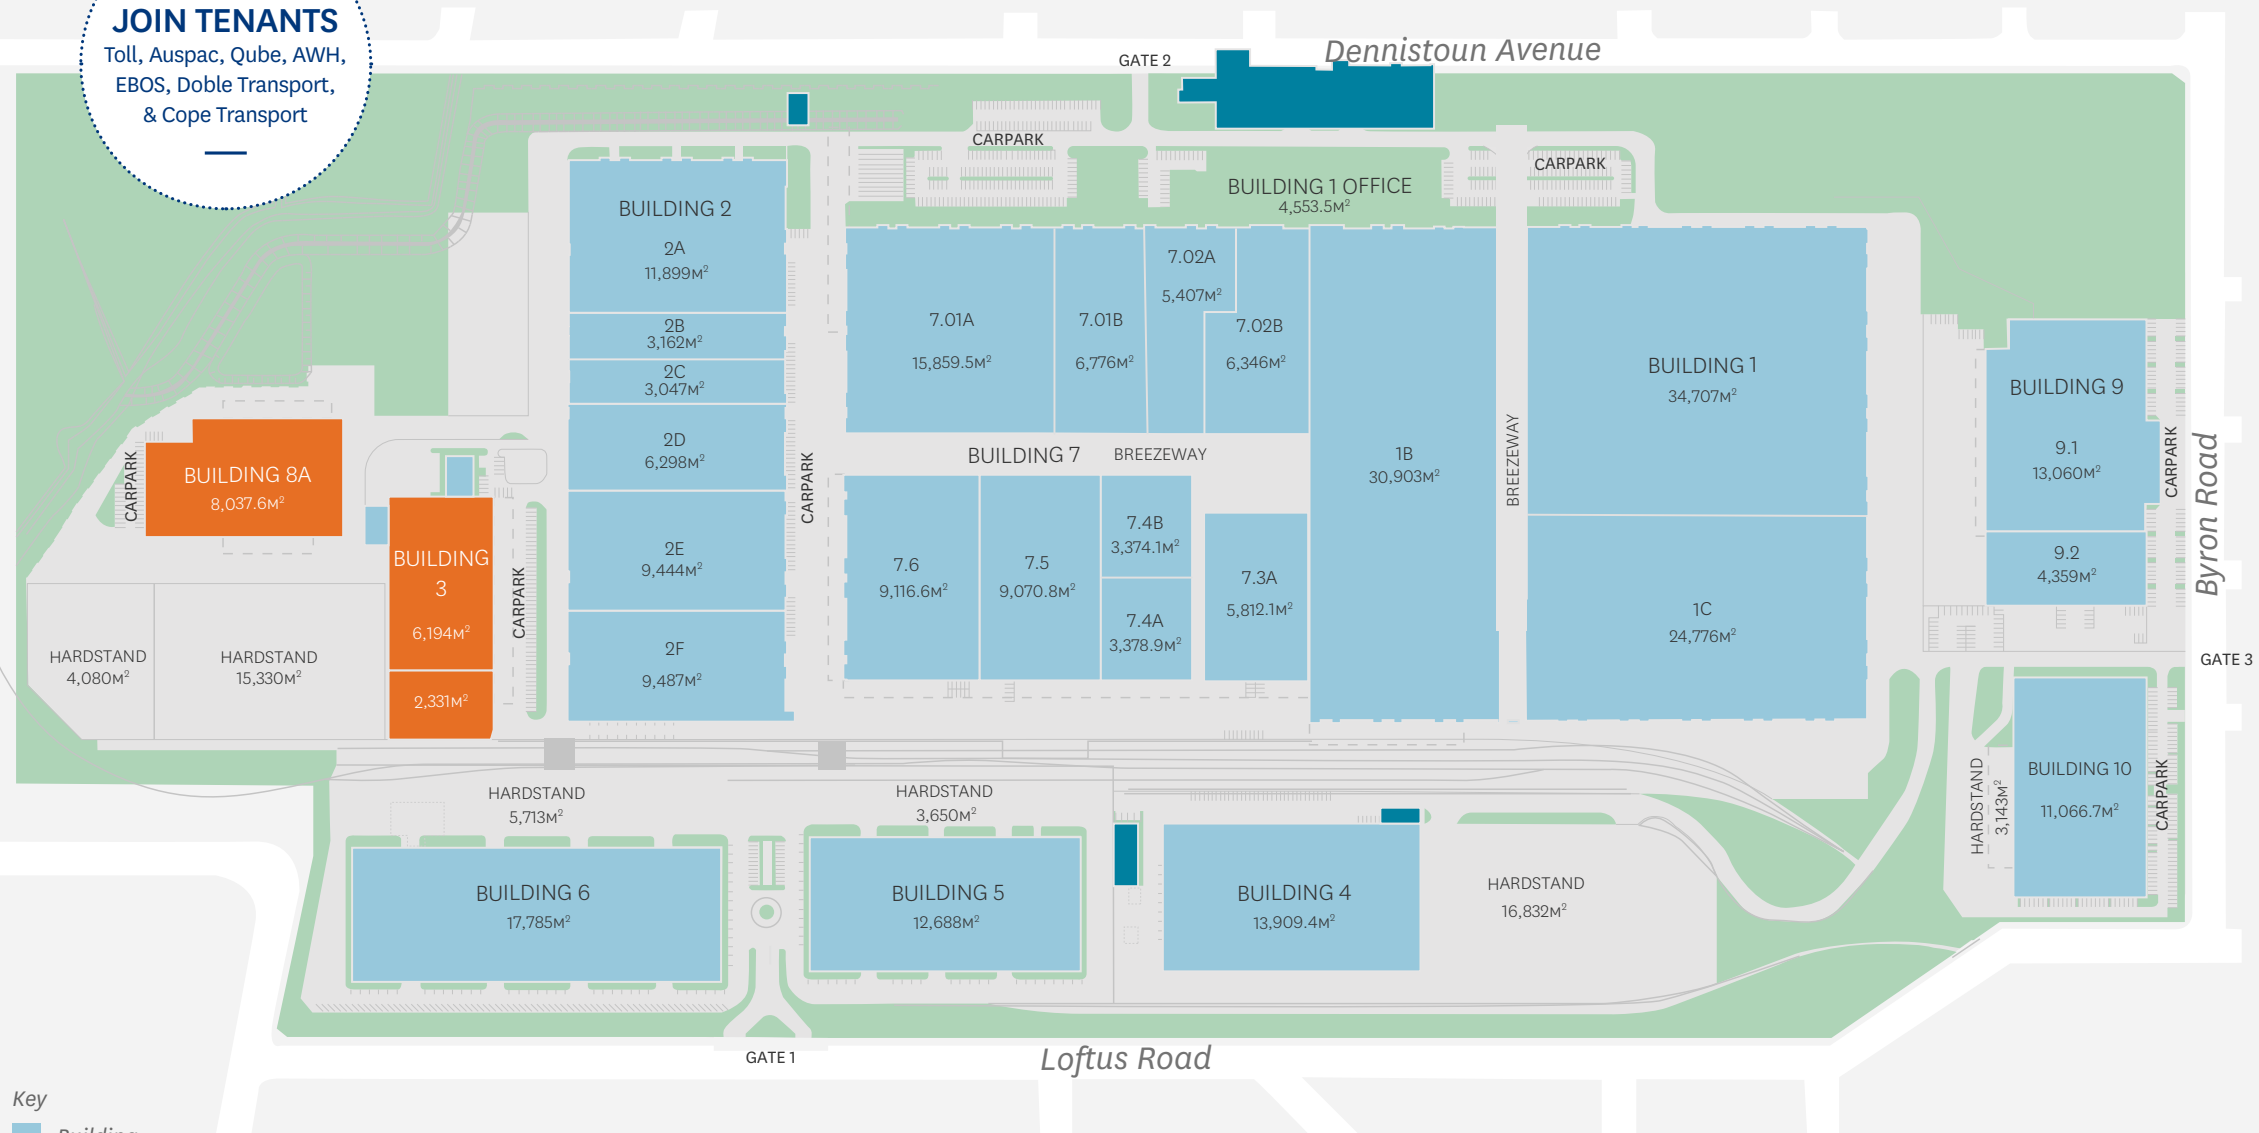 JOIN TENANTS
Toll, Auspac, Qube, AWH,
EBOS, Doble Transport,
& Cope Transport
Dennistoun Avenue
GATE 2
CARPARK
CARPARK
BUILDING 1 OFFICE
4,553.5M²
BUILDING 2
2A
11,899M²
2B
3,162M²
2C
3,047M²
2D
6,298M²
2E
9,444M²
2F
9,487M²
CARPARK
7.01A
15,859.5M²
7.01B
6,776M²
7.02A
5,407M²
7.02B
6,346M²
BUILDING 7
BREEZEWAY
7.6
9,116.6M²
7.5
9,070.8M²
7.4B
3,374.1M²
7.4A
3,378.9M²
7.3A
5,812.1M²
1B
30,903M²
BREEZEWAY
BUILDING 1
34,707M²
1C
24,776M²
BUILDING 9
9.1
13,060M²
9.2
4,359M²
CARPARK
Byron Road
GATE 3
CARPARK
BUILDING 8A
8,037.6M²
BUILDING
3
6,194M²
2,331M²
CARPARK
HARDSTAND
4,080M²
HARDSTAND
15,330M²
HARDSTAND
5,713M²
HARDSTAND
3,650M²
BUILDING 6
17,785M²
BUILDING 5
12,688M²
BUILDING 4
13,909.4M²
HARDSTAND
16,832M²
HARDSTAND
3,143M²
BUILDING 10
11,066.7M²
CARPARK
GATE 1
Loftus Road
Key
Building